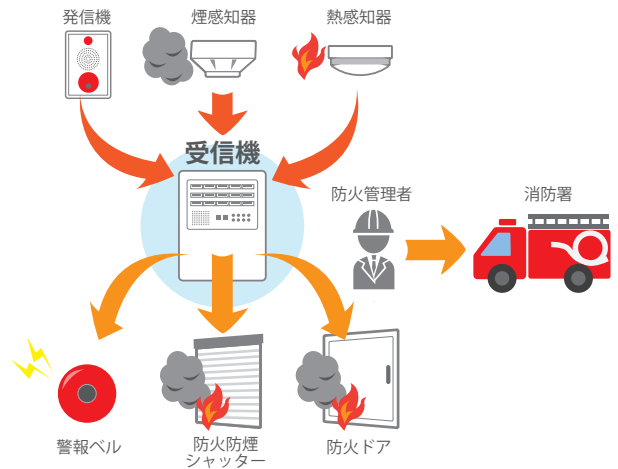 発信機
煙感知器
熱感知器
受信機
防火管理者
消防署
警報ベル
防火防煙
シャッター
防火ドア